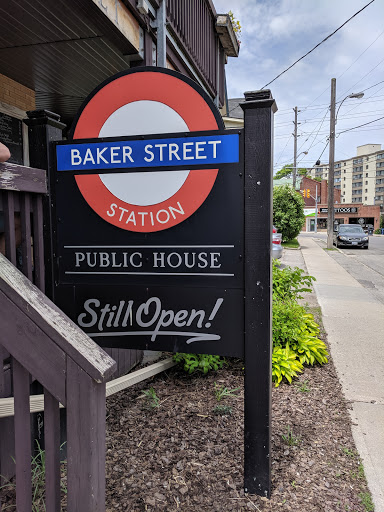 BAKER STREET
STATION
PUBLIC HOUSE
Still Open!